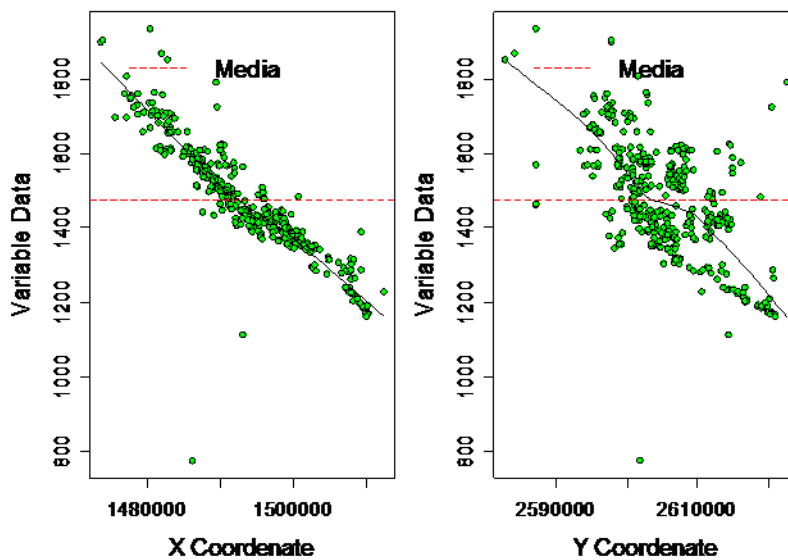 Media
Variable Data
1800
1600
1400
1200
1000
800
1480000
1500000
X Coordenate
Media
Variable Data
1800
1600
1400
1200
1000
800
2590000
2610000
Y Coordenate